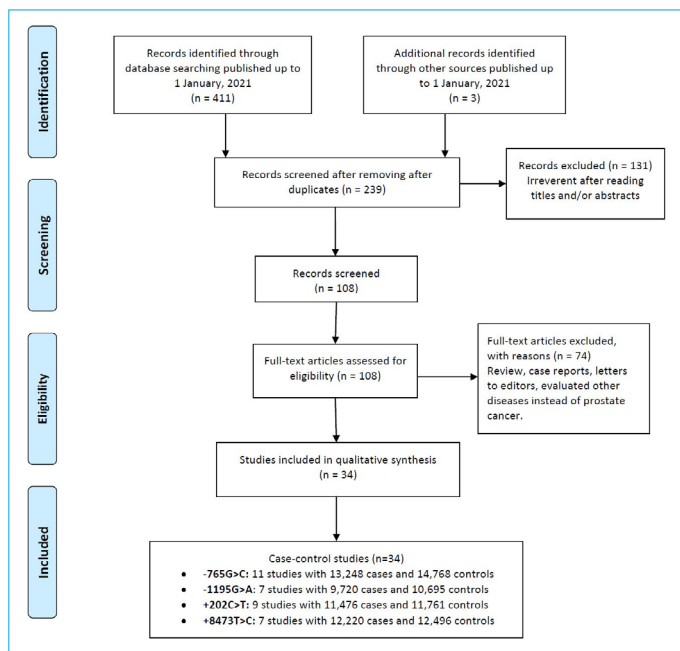 Identification
Records identified through
database searching published up to
1 January, 2021
(n = 411)
Additional records identified
through other sources published up
to 1 January, 2021
(n = 3)
Records screened after removing after
duplicates (n = 239)
Records excluded (n = 131)
Irreverent after reading
titles and/or abstracts
Screening
Records screened
(n = 108)
Eligibility
Full-text articles assessed for
eligibility (n = 108)
Full-text articles excluded,
with reasons (n = 74)
Review, case reports, letters
to editors, evaluated other
diseases instead of prostate
cancer.
Studies included in qualitative synthesis
(n = 34)
Included
Case-control studies (n=34)
• -765G>C: 11 studies with 13,248 cases and 14,768 controls
• -1195G>A: 7 studies with 9,720 cases and 10,695 controls
• +202C>T: 9 studies with 11,476 cases and 11,761 controls
• +8473T>C: 7 studies with 12,220 cases and 12,496 controls